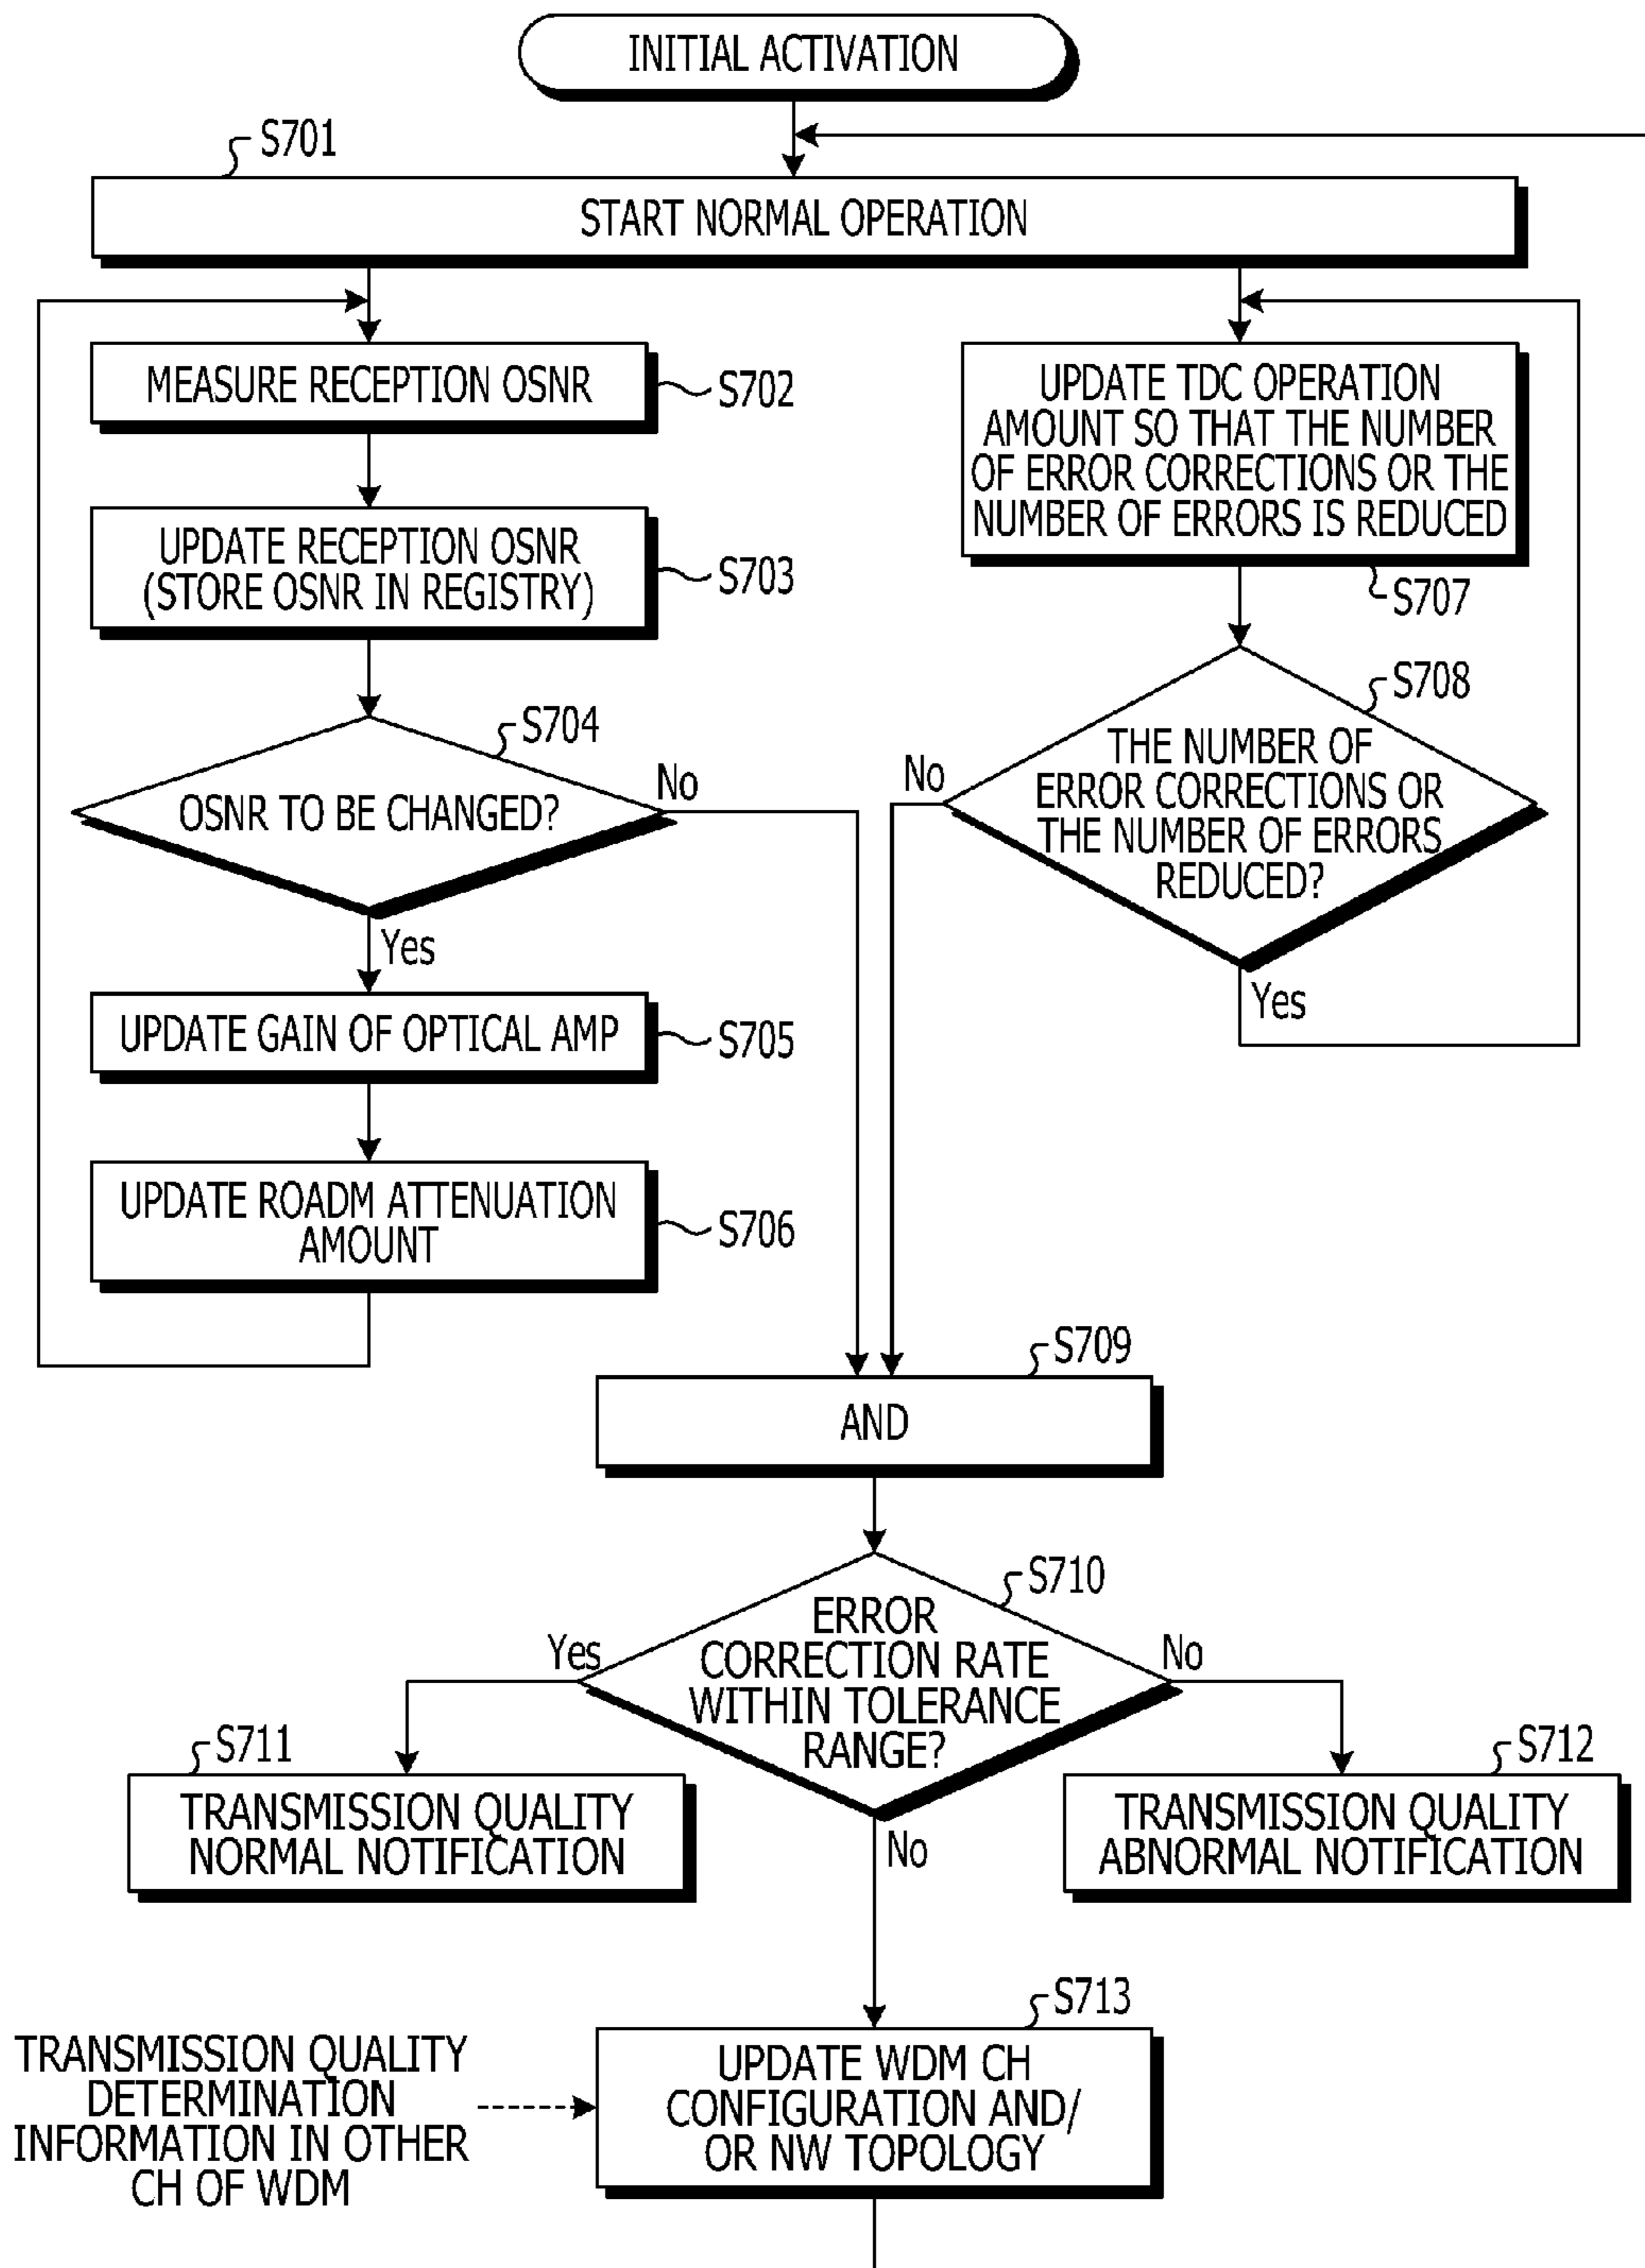 INITIAL ACTIVATION
S701
START NORMAL OPERATION
MEASURE RECEPTION OSNR
S702
UPDATE RECEPTION OSNR
(STORE OSNR IN REGISTRY)
S703
S704
OSNR TO BE CHANGED?
No
Yes
UPDATE GAIN OF OPTICAL AMP
S705
UPDATE ROADM ATTENUATION
AMOUNT
S706
UPDATE TDC OPERATION
AMOUNT SO THAT THE NUMBER
OF ERROR CORRECTIONS OR THE
NUMBER OF ERRORS IS REDUCED
S707
S708
THE NUMBER OF
ERROR CORRECTIONS OR
THE NUMBER OF ERRORS
REDUCED?
No
Yes
S709
AND
S710
ERROR
CORRECTION RATE
WITHIN TOLERANCE
RANGE?
Yes
No
No
S711
TRANSMISSION QUALITY
NORMAL NOTIFICATION
S712
TRANSMISSION QUALITY
ABNORMAL NOTIFICATION
S713
UPDATE WDM CH
CONFIGURATION AND/
OR NW TOPOLOGY
TRANSMISSION QUALITY
DETERMINATION
INFORMATION IN OTHER
CH OF WDM